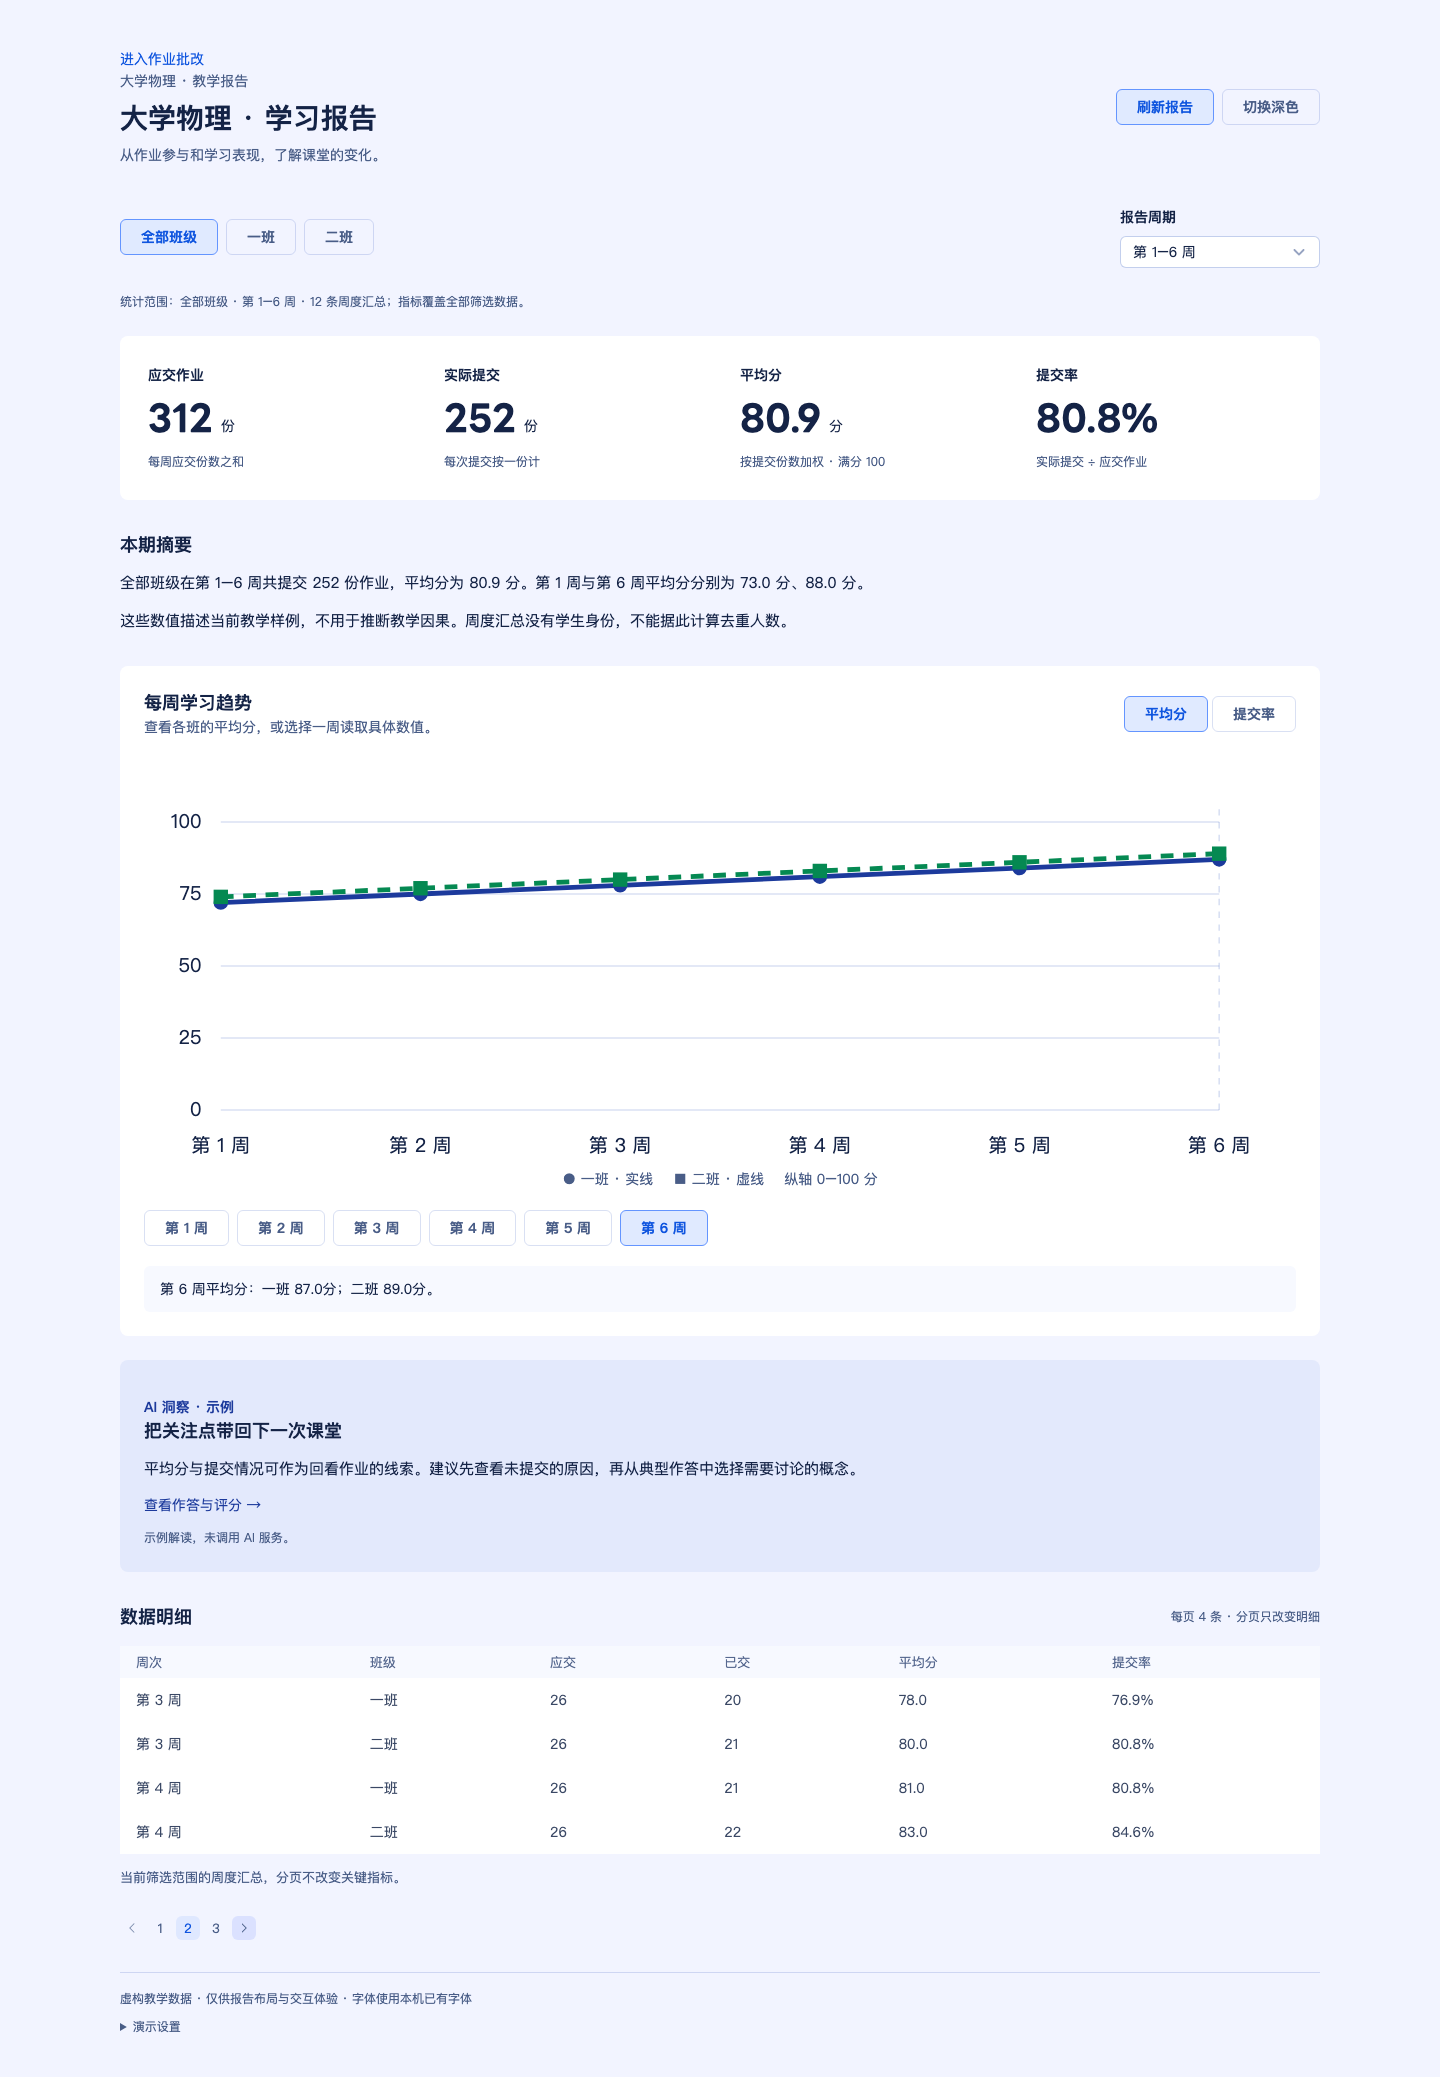 进入作业批改
大学物理 · 教学报告
大学物理 · 学习报告
从作业参与和学习表现，了解课堂的变化。
刷新报告 切换深色
全部班级 一班 二班
报告周期
第 1—6 周
统计范围：全部班级 · 第 1—6 周 · 12 条周度汇总；指标覆盖全部筛选数据。
应交作业 实际提交 平均分 提交率
312 份 252 份 80.9 分 80.8%
每周应交份数之和 每次提交按一份计 按提交份数加权 · 满分 100 实际提交 ÷ 应交作业
本期摘要
全部班级在第 1—6 周共提交 252 份作业，平均分为 80.9 分。第 1 周与第 6 周平均分分别为 73.0 分、88.0 分。
这些数值描述当前教学样例，不用于推断教学因果。周度汇总没有学生身份，不能据此计算去重人数。
每周学习趋势
查看各班的平均分，或选择一周读取具体数值。
平均分 提交率
100
75
50
25
0
第 1 周 第 2 周 第 3 周 第 4 周 第 5 周 第 6 周
● 一班 · 实线 ■ 二班 · 虚线 纵轴 0—100 分
第 1 周 第 2 周 第 3 周 第 4 周 第 5 周 第 6 周
第 6 周平均分：一班 87.0分；二班 89.0分。
AI 洞察 · 示例
把关注点带回下一次课堂
平均分与提交情况可作为回看作业的线索。建议先查看未提交的原因，再从典型作答中选择需要讨论的概念。
查看作答与评分 →
示例解读，未调用 AI 服务。
数据明细
每页 4 条 · 分页只改变明细
周次 班级 应交 已交 平均分 提交率
第 3 周 一班 26 20 78.0 76.9%
第 3 周 二班 26 21 80.0 80.8%
第 4 周 一班 26 21 81.0 80.8%
第 4 周 二班 26 22 83.0 84.6%
当前筛选范围的周度汇总，分页不改变关键指标。
1 2 3
虚构教学数据 · 仅供报告布局与交互体验 · 字体使用本机已有字体
▶ 演示设置